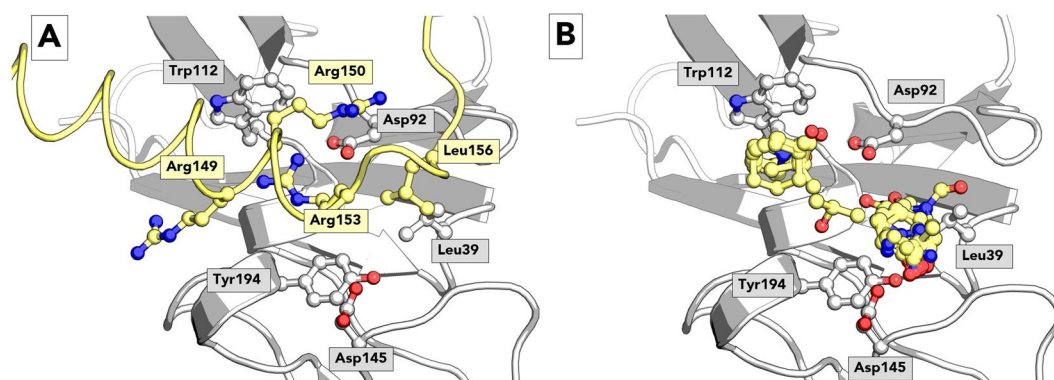 A
Trp112
Arg150
Asp92
Leu156
Arg149
Arg153
Leu39
Tyr194
Asp145
B
Trp112
Asp92
Leu39
Tyr194
Asp145